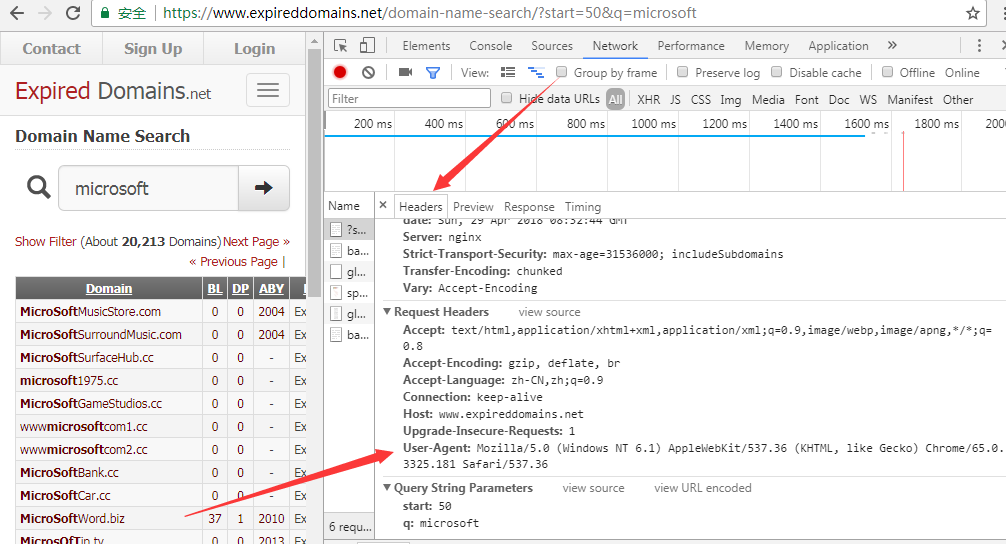 安全 https://www.expireddomains.net/domain-name-search/?start=50&q=microsoft
Contact Sign Up Login
Expired Domains.net
Domain Name Search
microsoft
Show Filter (About 20,213 Domains) Next Page »
« Previous Page |
Domain BL DP ABY
MicroSoftMusicStore.com 0 0 2004 Ex
MicroSoftSurroundMusic.com 0 0 2004 Ex
MicroSoftSurfaceHub.cc 0 0 - Ex
microsoft1975.cc 0 0 - Ex
MicroSoftGameStudios.cc 0 0 - Ex
wwwmicrosoftcom1.cc 0 0 - Ex
wwwmicrosoftcom2.cc 0 0 - Ex
MicroSoftBank.cc 0 0 - Ex
MicroSoftCar.cc 0 0 - Ex
MicroSoftWord.biz 37 1 2010 Ex
MicrosOfTin.tv 0 0 2013 Ex
Elements Console Sources Network Performance Memory Application »
View: Group by frame Preserve log Disable cache Offline Online
Filter Hide data URLs All XHR JS CSS Img Media Font Doc WS Manifest Other
200 ms 400 ms 600 ms 800 ms 1000 ms 1200 ms 1400 ms 1600 ms 1800 ms 200
Name × Headers Preview Response Timing
?s...
ba...
gl...
sp...
gl...
ba...
6 requ...
date: Sun, 29 Apr 2018 08:32:44 GMT
Server: nginx
Strict-Transport-Security: max-age=31536000; includeSubdomains
Transfer-Encoding: chunked
Vary: Accept-Encoding
Request Headers view source
Accept: text/html,application/xhtml+xml,application/xml;q=0.9,image/webp,image/apng,*/*;q=
0.8
Accept-Encoding: gzip, deflate, br
Accept-Language: zh-CN,zh;q=0.9
Connection: keep-alive
Host: www.expireddomains.net
Upgrade-Insecure-Requests: 1
User-Agent: Mozilla/5.0 (Windows NT 6.1) AppleWebKit/537.36 (KHTML, like Gecko) Chrome/65.0.
3325.181 Safari/537.36
Query String Parameters view source view URL encoded
start: 50
q: microsoft